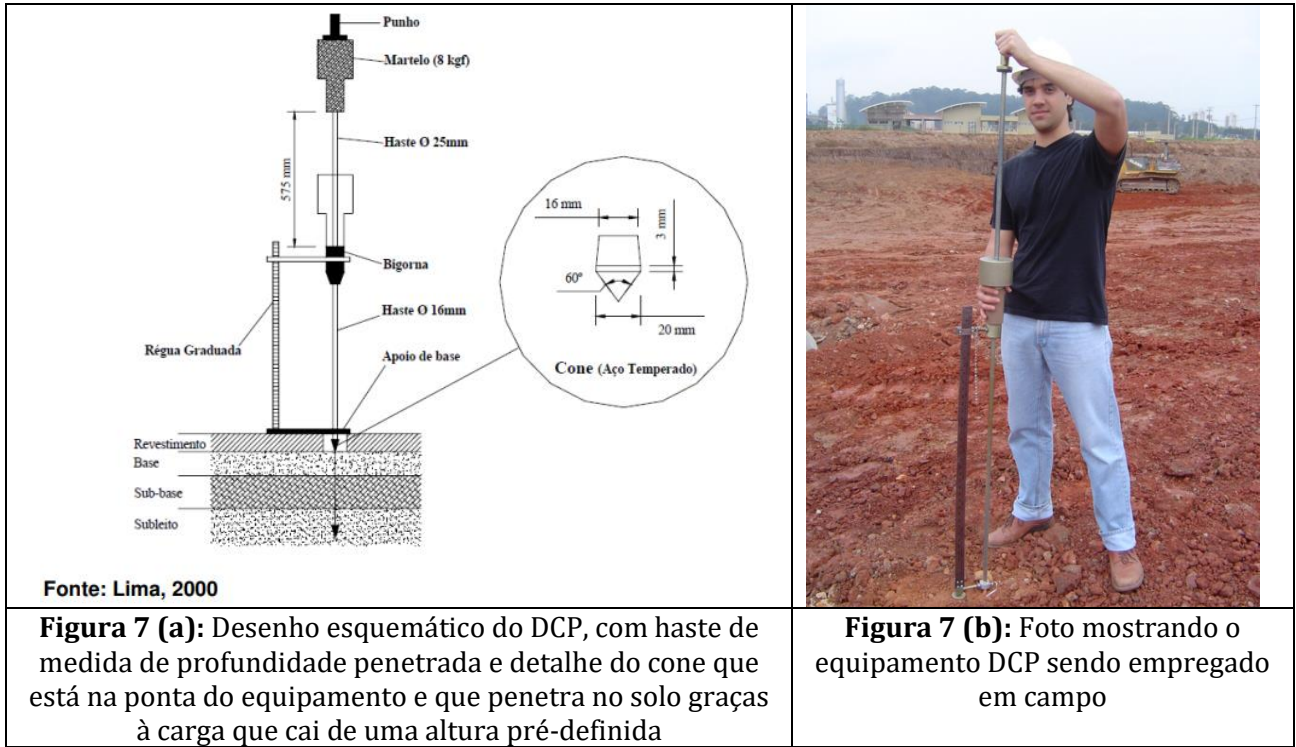 Punho
Martelo (8 kgf)
Haste Ø 25mm
575 mm
Bigorna
Haste Ø 16mm
Régua Graduada
Apoio de base
16 mm
3 mm
60º
20 mm
Cone (Aço Temperado)
Revestimento
Base
Sub-base
Subleito
Fonte: Lima, 2000
Figura 7 (a): Desenho esquemático do DCP, com haste de
medida de profundidade penetrada e detalhe do cone que
está na ponta do equipamento e que penetra no solo graças
à carga que cai de uma altura pré-definida
Figura 7 (b): Foto mostrando o
equipamento DCP sendo empregado
em campo